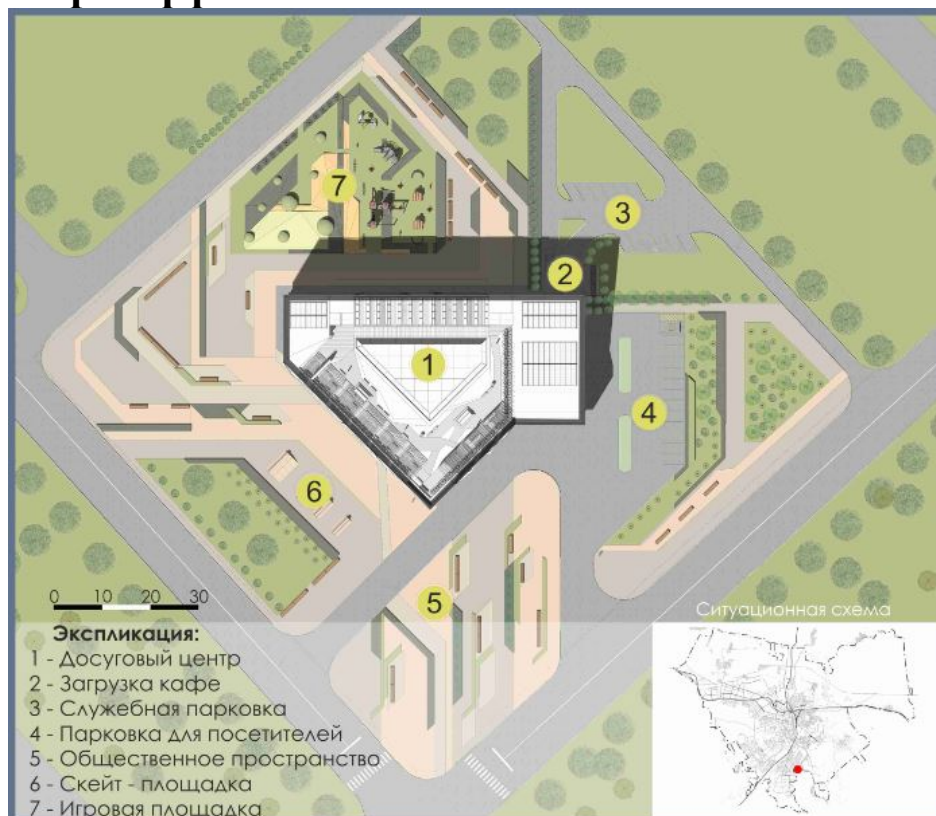 7
3
2
1
4
6
5
0 10 20 30
Ситуационная схема
Экспликация:
1 - Досуговый центр
2 - Загрузка кафе
3 - Служебная парковка
4 - Парковка для посетителей
5 - Общественное пространство
6 - Скейт - площадка
7 - Игровая площадка